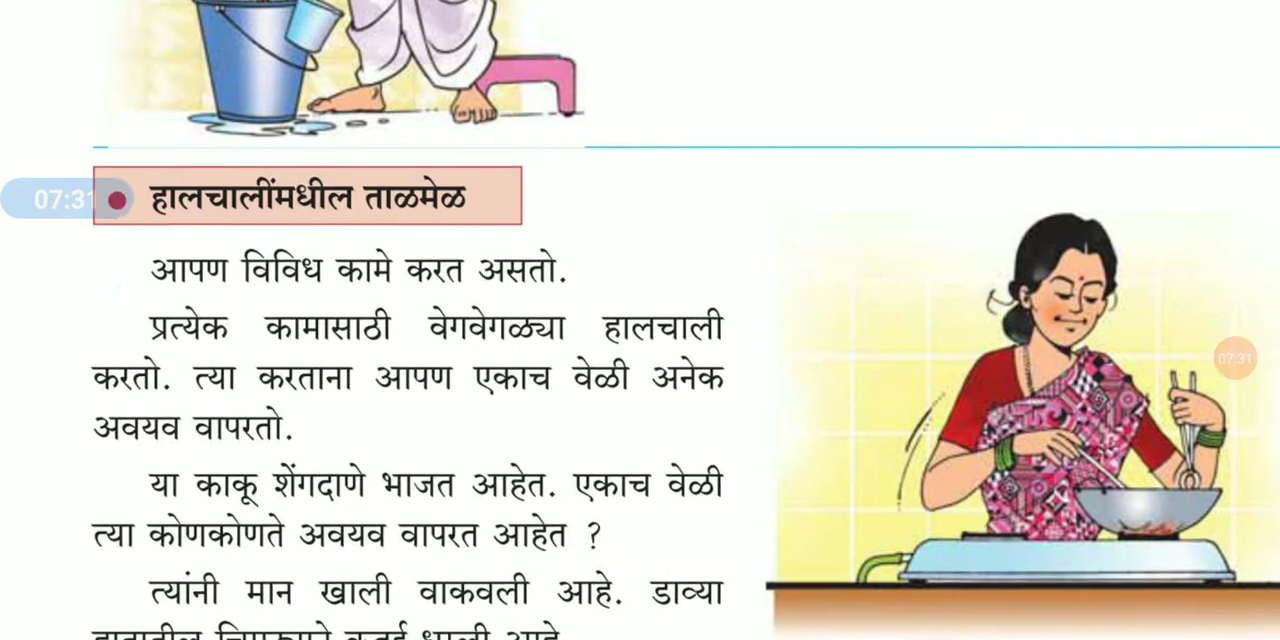 07:31
हालचालींमधील ताळमेळ
आपण विविध कामे करत असतो.
प्रत्येक कामासाठी वेगवेगळ्या हालचाली
करतो. त्या करताना आपण एकाच वेळी अनेक
अवयव वापरतो.
07:31
या काकू शेंगदाणे भाजत आहेत. एकाच वेळी
त्या कोणकोणते अवयव वापरत आहेत ?
त्यांनी मान खाली वाकवली आहे. डाव्या